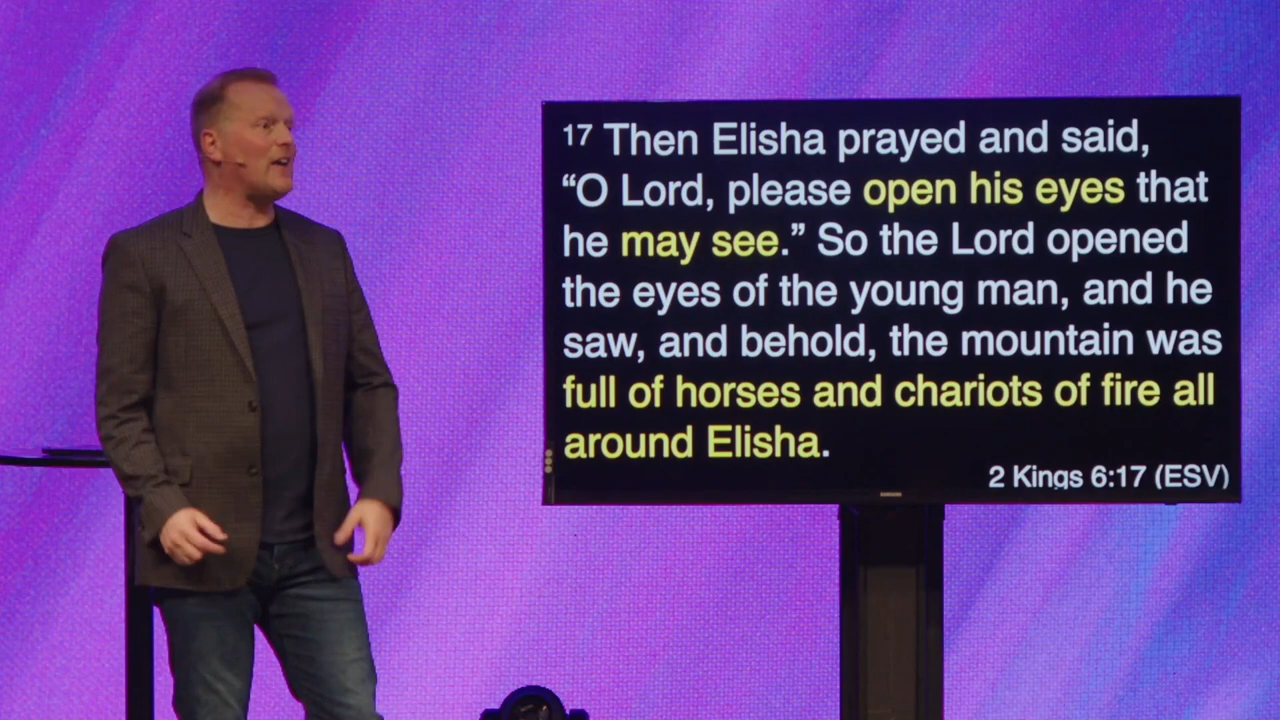 17 Then Elisha prayed and said,
“O Lord, please open his eyes that
he may see.” So the Lord opened
the eyes of the young man, and he
saw, and behold, the mountain was
full of horses and chariots of fire all
around Elisha.
2 Kings 6:17 (ESV)
SAMSUNG